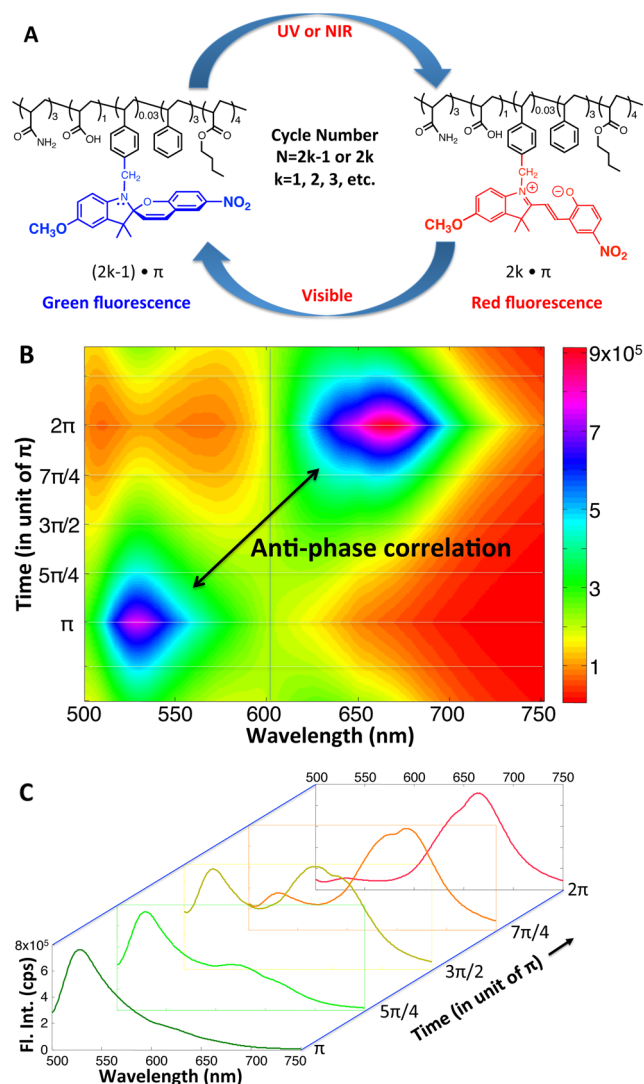 A
UV or NIR
3 1 0.03 3 4
NH2 OH O O O
CH2
N
O
NO2
CH3O
Cycle Number
N=2k-1 or 2k
k=1, 2, 3, etc.
3 1 0.03 3 4
NH2 OH O O O
CH2
N+
O−
CH3O
NO2
(2k-1) • π
Green fluorescence
Visible
2k • π
Red fluorescence
B
2π
7π/4
3π/2
5π/4
π
Time (in unit of π)
Anti-phase correlation
500 550 600 650 700 750
Wavelength (nm)
9x10⁵
7
5
3
1
C
500 550 600 650 700 750
2π
7π/4
3π/2
5π/4
π
Time (in unit of π)
8x10⁵
6
4
2
0
Fl. Int. (cps)
500 550 600 650 700 750
Wavelength (nm)